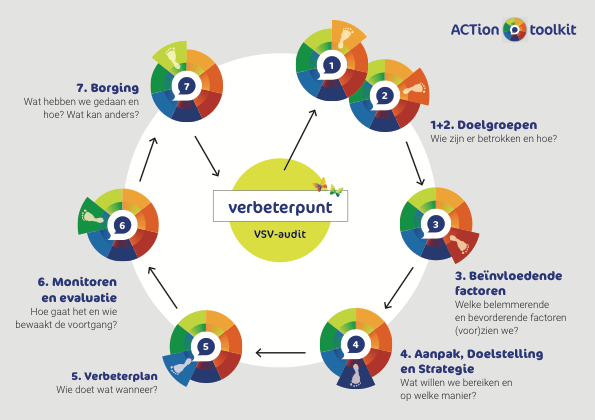 ACTion toolkit
1
2
1+2. Doelgroepen
Wie zijn er betrokken en hoe?
3
3. Beïnvloedende
factoren
Welke belemmerende
en bevorderende factoren
(voor)zien we?
4
4. Aanpak, Doelstelling
en Strategie
Wat willen we bereiken en
op welke manier?
5
5. Verbeterplan
Wie doet wat wanneer?
6
6. Monitoren
en evaluatie
Hoe gaat het en wie
bewaakt de voortgang?
7
7. Borging
Wat hebben we gedaan en
hoe? Wat kan anders?
verbeterpunt
VSV-audit